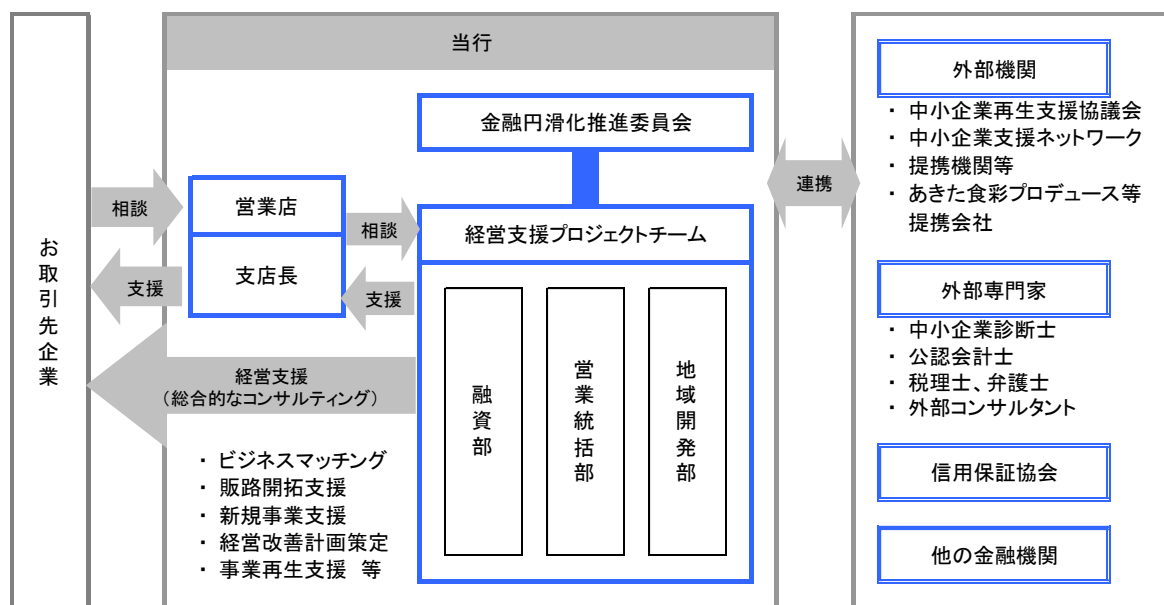 お取引先企業
当行
金融円滑化推進委員会
相談
営業店
支店長
支援
相談
支援
経営支援プロジェクトチーム
融資部
営業統括部
地域開発部
経営支援
（総合的なコンサルティング）
・ ビジネスマッチング
・ 販路開拓支援
・ 新規事業支援
・ 経営改善計画策定
・ 事業再生支援　等
連携
外部機関
・ 中小企業再生支援協議会
・ 中小企業支援ネットワーク
・ 提携機関等
・ あきた食彩プロデュース等
提携会社
外部専門家
・ 中小企業診断士
・ 公認会計士
・ 税理士、弁護士
・ 外部コンサルタント
信用保証協会
他の金融機関